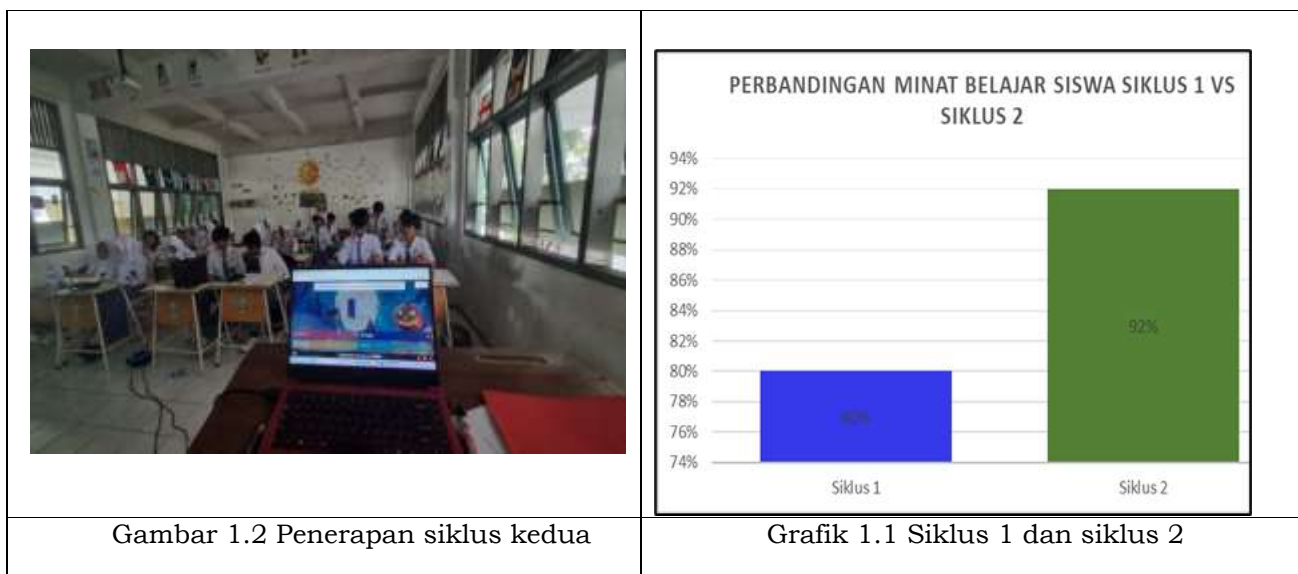 PERBANDINGAN MINAT BELAJAR SISWA SIKLUS 1 VS
SIKLUS 2
94%
92%
90%
88%
86%
84%
82%
80%
78%
76%
74%
92%
80%
Siklus 1
Siklus 2
Gambar 1.2 Penerapan siklus kedua
Grafik 1.1 Siklus 1 dan siklus 2